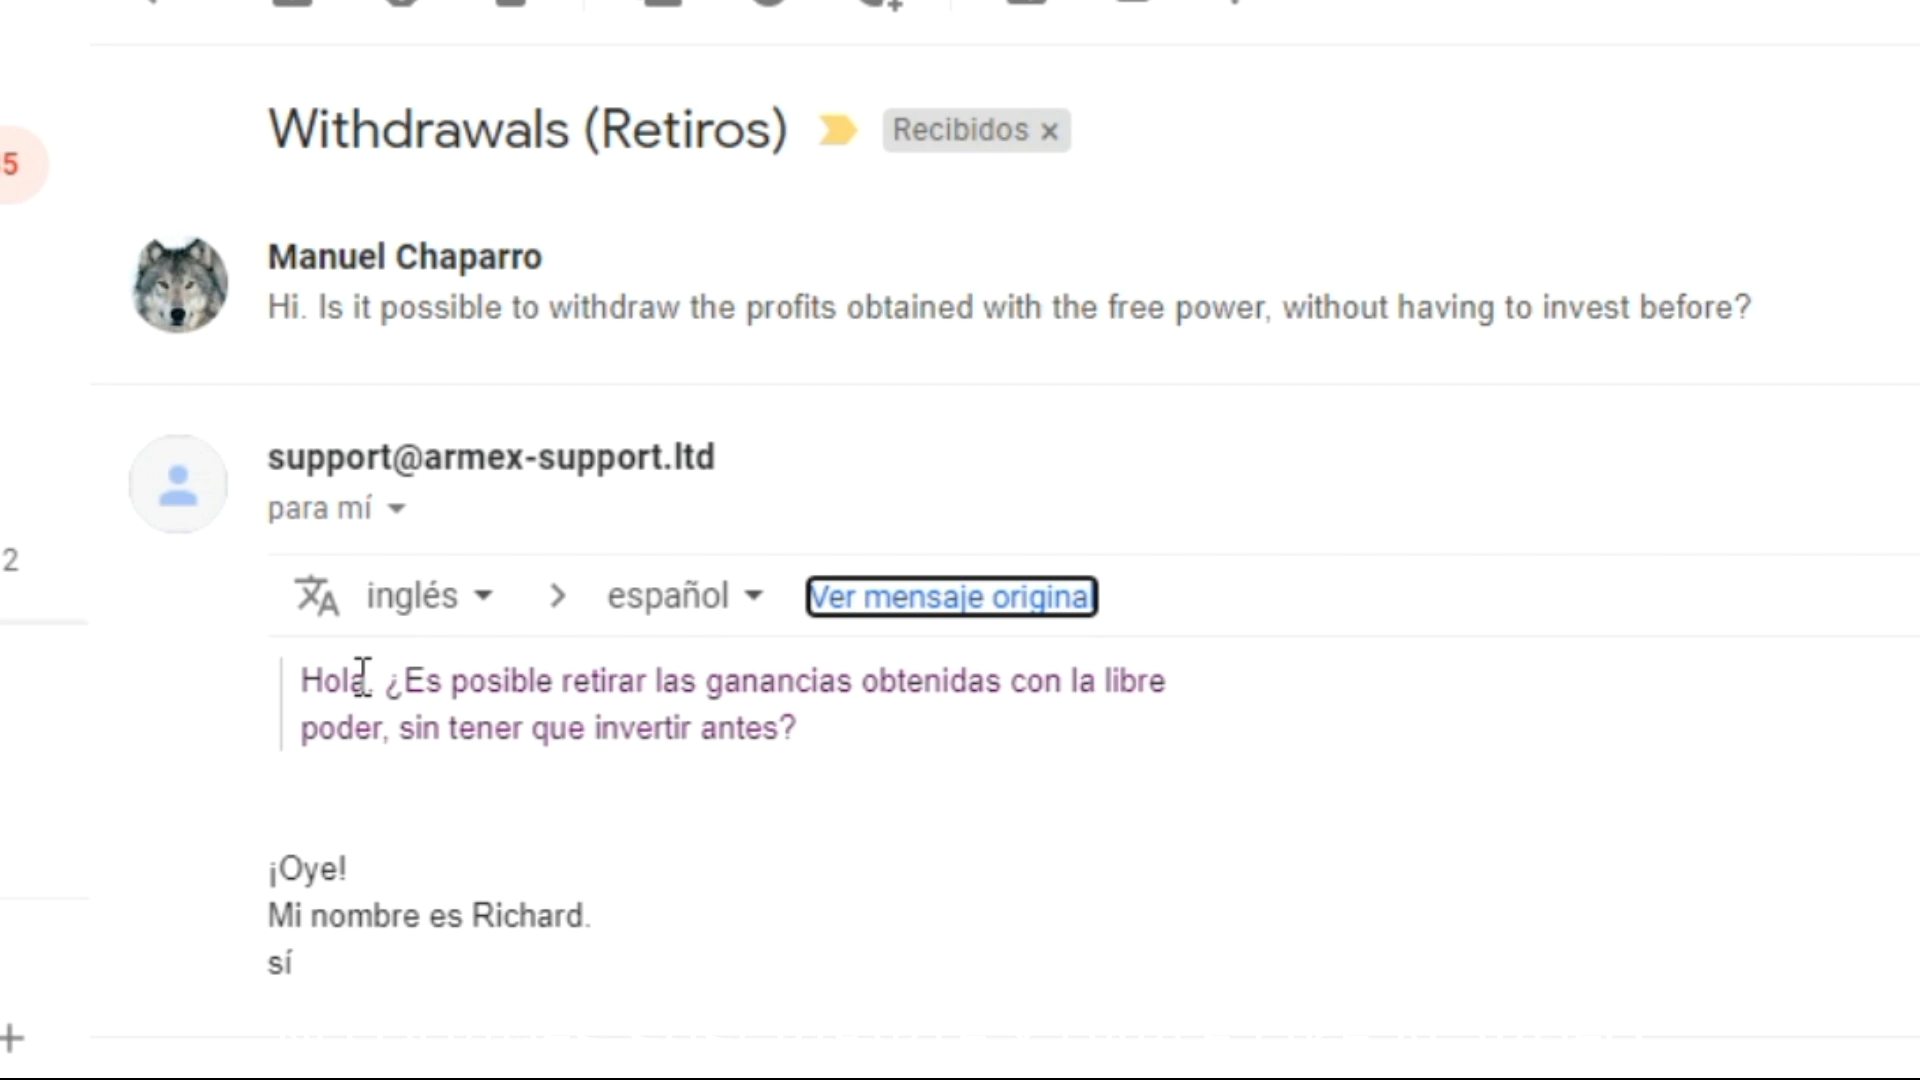 Withdrawals (Retiros)
Recibidos ×
5
Manuel Chaparro
Hi. Is it possible to withdraw the profits obtained with the free power, without having to invest before?
support@armex-support.ltd
para mí
2
inglés > español Ver mensaje original
Hola. ¿Es posible retirar las ganancias obtenidas con la libre
poder, sin tener que invertir antes?
¡Oye!
Mi nombre es Richard.
sí